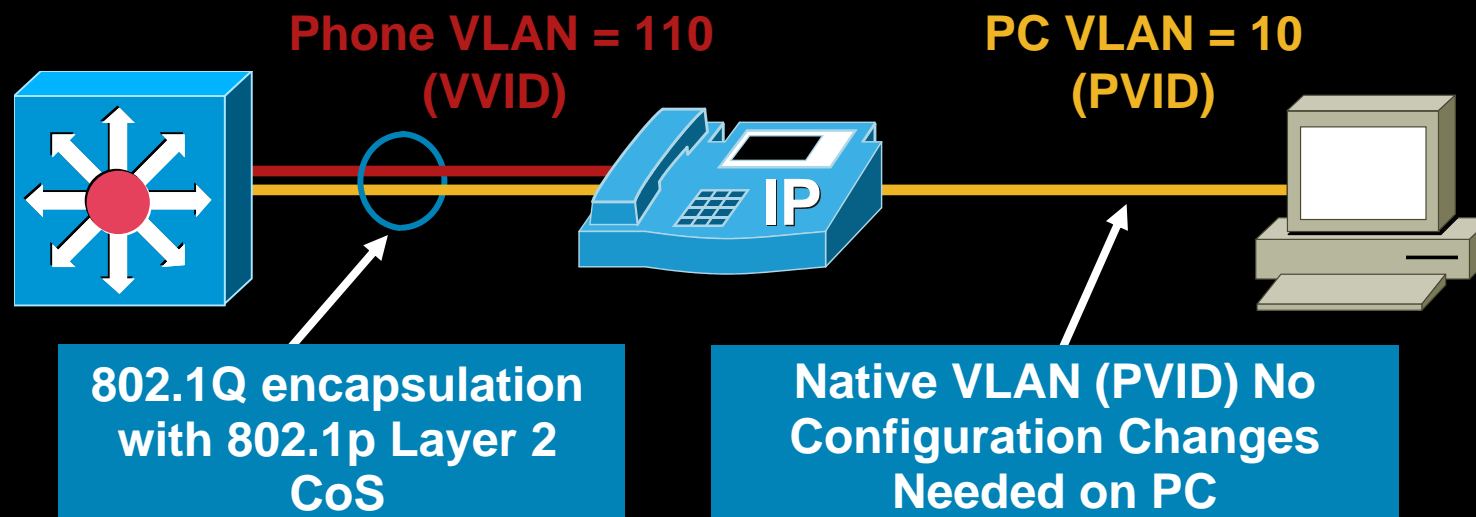 Phone VLAN = 110
(VVID)
PC VLAN = 10
(PVID)
IP
802.1Q encapsulation
with 802.1p Layer 2
CoS
Native VLAN (PVID) No
Configuration Changes
Needed on PC